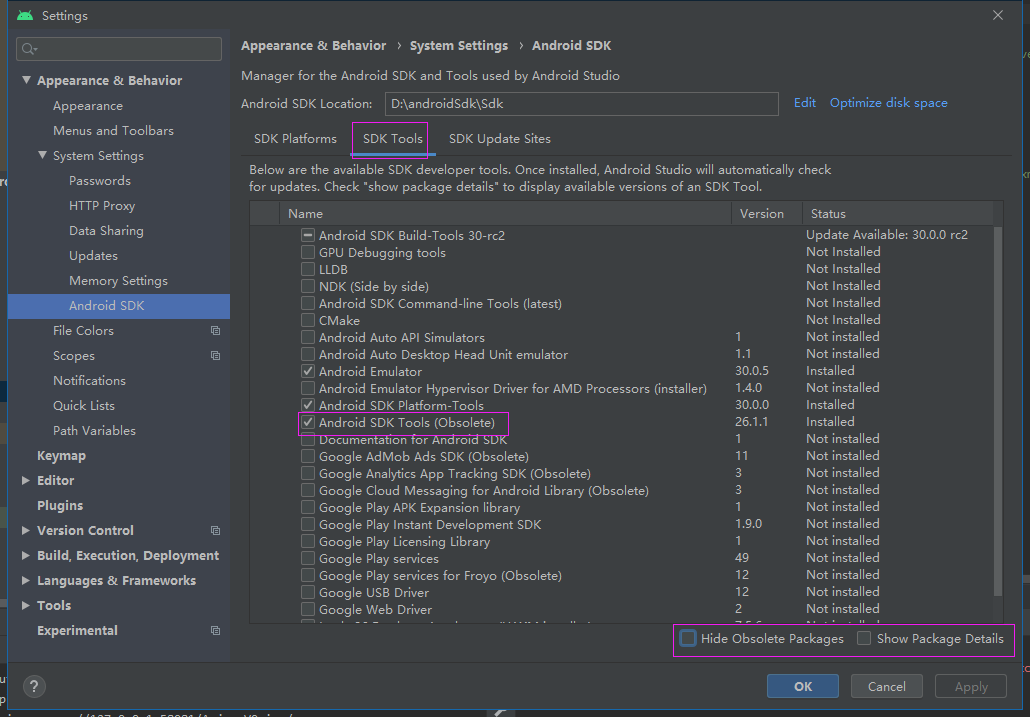 Settings
Appearance & Behavior › System Settings › Android SDK
Manager for the Android SDK and Tools used by Android Studio
Android SDK Location: D:\androidSdk\Sdk Edit Optimize disk space
SDK Platforms SDK Tools SDK Update Sites
Below are the available SDK developer tools. Once installed, Android Studio will automatically check
for updates. Check "show package details" to display available versions of an SDK Tool.
Appearance & Behavior
Appearance
Menus and Toolbars
System Settings
Passwords
HTTP Proxy
Data Sharing
Updates
Memory Settings
Android SDK
File Colors
Scopes
Notifications
Quick Lists
Path Variables
Keymap
Editor
Plugins
Version Control
Build, Execution, Deployment
Languages & Frameworks
Tools
Experimental
Name Version Status
Android SDK Build-Tools 30-rc2 Update Available: 30.0.0 rc2
GPU Debugging tools Not Installed
LLDB Not Installed
NDK (Side by side) Not Installed
Android SDK Command-line Tools (latest) Not Installed
CMake Not Installed
Android Auto API Simulators 1 Not installed
Android Auto Desktop Head Unit emulator 1.1 Not installed
Android Emulator 30.0.5 Installed
Android Emulator Hypervisor Driver for AMD Processors (installer) 1.4.0 Not installed
Android SDK Platform-Tools 30.0.0 Installed
Android SDK Tools (Obsolete) 26.1.1 Installed
Documentation for Android SDK 1 Not installed
Google AdMob Ads SDK (Obsolete) 11 Not installed
Google Analytics App Tracking SDK (Obsolete) 3 Not installed
Google Cloud Messaging for Android Library (Obsolete) 3 Not installed
Google Play APK Expansion library 1 Not installed
Google Play Instant Development SDK 1.9.0 Not installed
Google Play Licensing Library 1 Not installed
Google Play services 49 Not installed
Google Play services for Froyo (Obsolete) 12 Not installed
Google USB Driver 12 Not installed
Google Web Driver 2 Not installed
Hide Obsolete Packages Show Package Details
? OK Cancel Apply